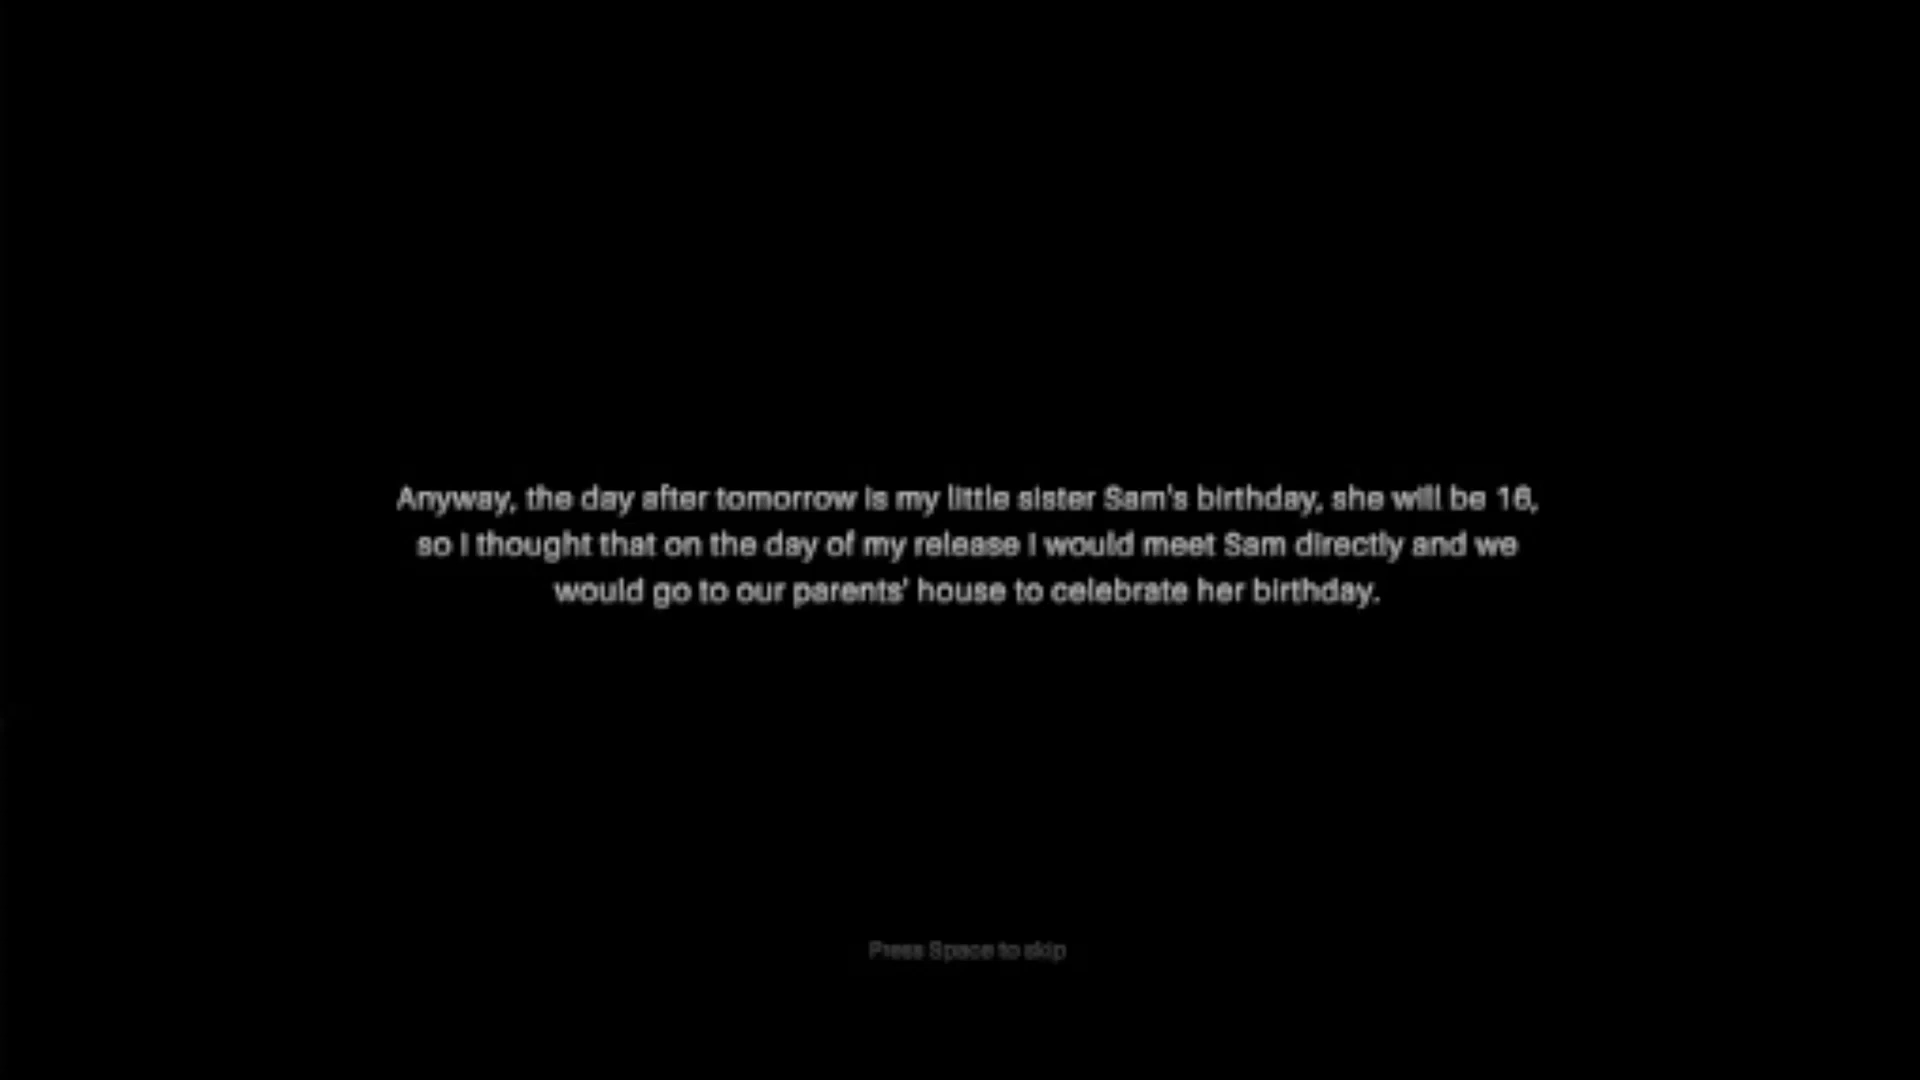 Anyway, the day after tomorrow is my little sister Sam's birthday, she will be 16,
so I thought that on the day of my release I would meet Sam directly and we
would go to our parents' house to celebrate her birthday.
Press Space to skip